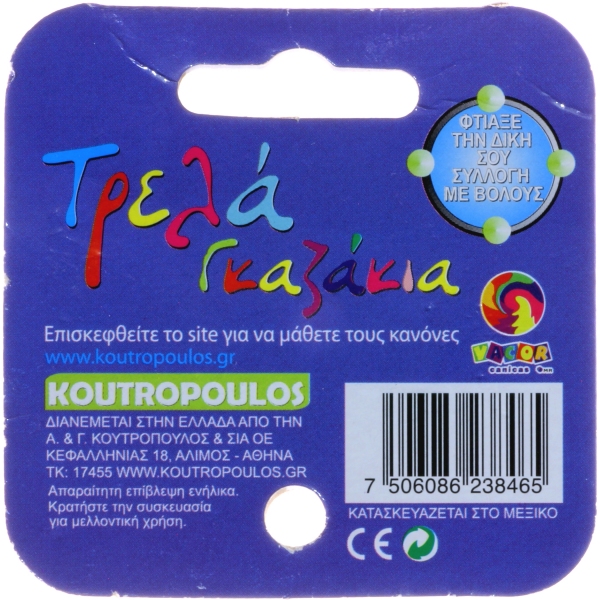 ΦΤΙΑΞΕ
ΤΗΝ ΔΙΚΗ
ΣΟΥ
ΣΥΛΛΟΓΗ
ΜΕ ΒΟΛΟΥΣ
Τρελά
γκαζάκια
Επισκεφθείτε το site για να μάθετε τους κανόνες
www.koutropoulos.gr
VACOR
canicas ®
KOUTROPOULOS
ΔΙΑΝΕΜΕΤΑΙ ΣΤΗΝ ΕΛΛΑΔΑ ΑΠΟ ΤΗΝ
Α. & Γ. ΚΟΥΤΡΟΠΟΥΛΟΣ & ΣΙΑ ΟΕ
ΚΕΦΑΛΛΗΝΙΑΣ 18, ΑΛΙΜΟΣ - ΑΘΗΝΑ
ΤΚ: 17455 WWW.KOUTROPOULOS.GR
Απαραίτητη επίβλεψη ενήλικα.
Κρατήστε την συσκευασία
για μελλοντική χρήση.
7 506086 238465
ΚΑΤΑΣΚΕΥΑΖΕΤΑΙ ΣΤΟ ΜΕΞΙΚΟ
CE